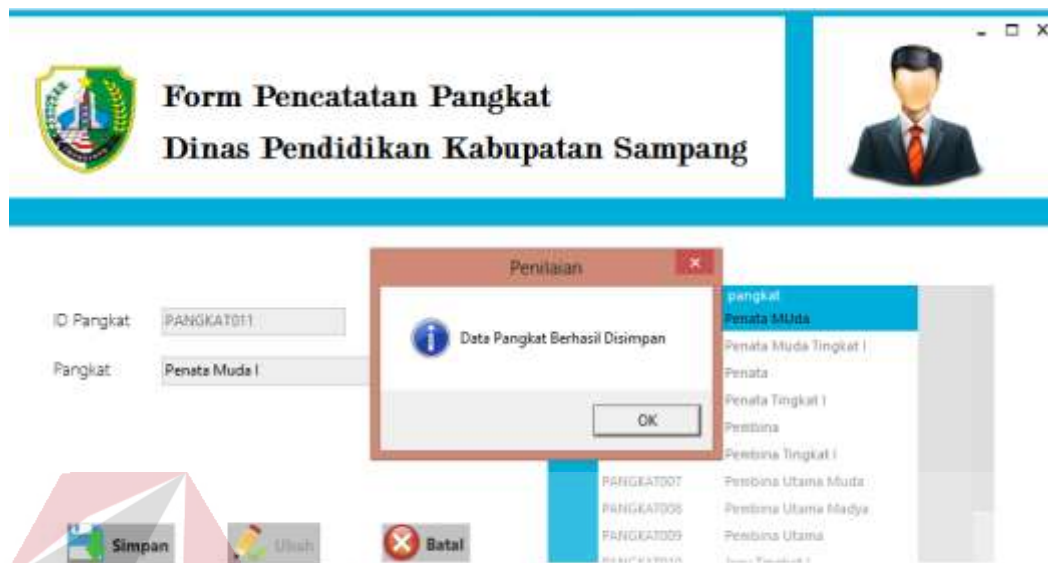 Form Pencatatan Pangkat
Dinas Pendidikan Kabupatan Sampang
Penilaian
Data Pangkat Berhasil Disimpan
OK
ID Pangkat
PANGKAT011
Pangkat
Penata Muda I
pangkat
Penata MUda
Penata Muda Tingkat I
Penata
Penata Tingkat I
Pembina
Pembina Tingkat I
PANGKAT007 Pembina Utama Muda
PANGKAT008 Pembina Utama Madya
PANGKAT009 Pembina Utama
Simpan
Ubah
Batal